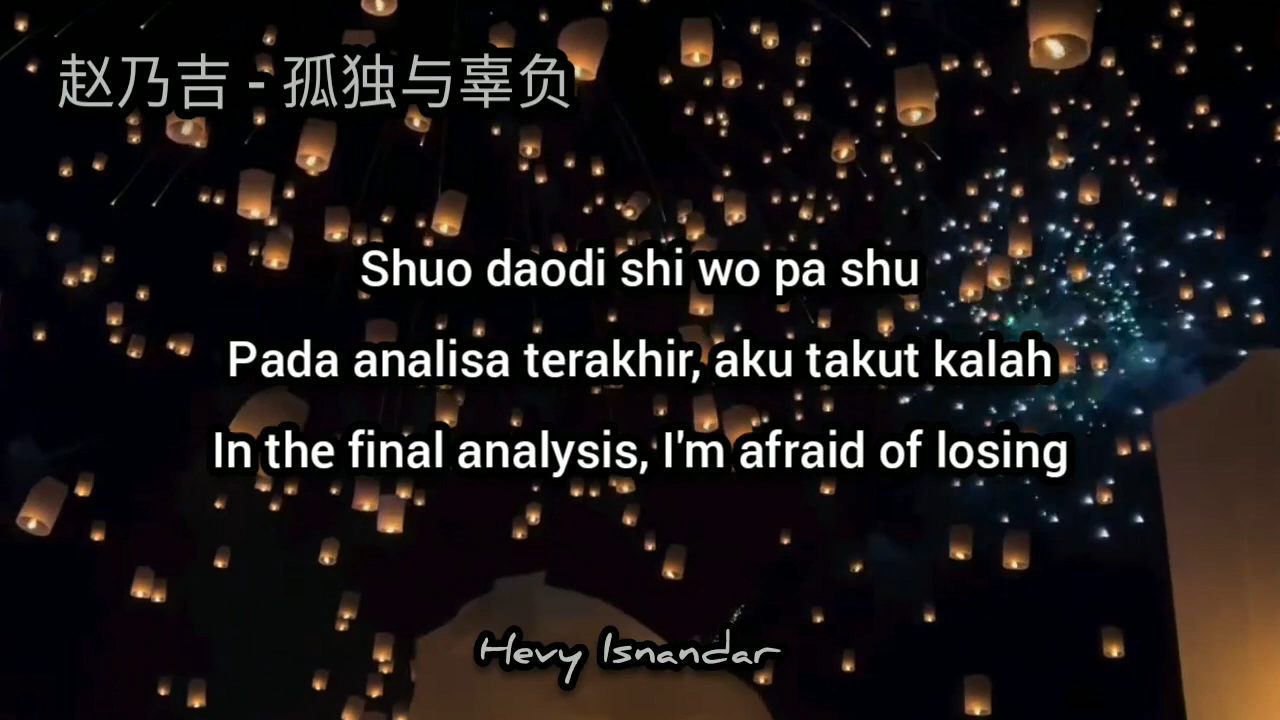 赵乃吉 - 孤独与辜负
Shuo daodi shi wo pa shu
Pada analisa terakhir, aku takut kalah
In the final analysis, I'm afraid of losing
Hevy Isnandar